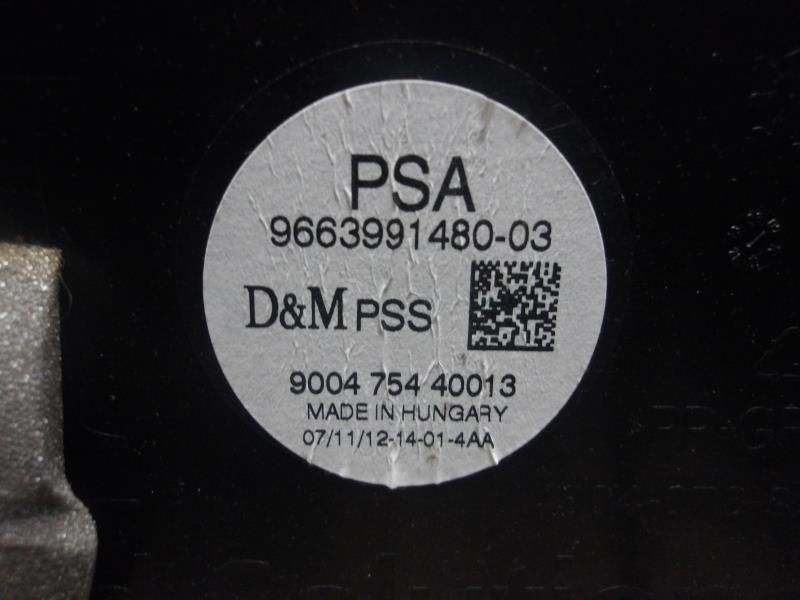 PSA
9663991480-03
D&M PSS
9004 754 40013
MADE IN HUNGARY
07/11/12-14-01-4AA